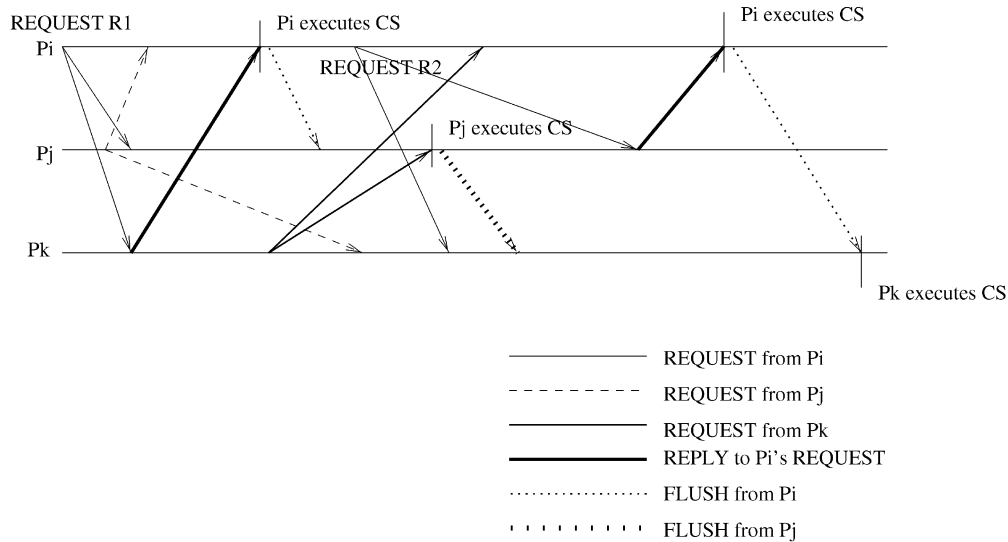 REQUEST R1
Pi executes CS
Pi executes CS
Pi
REQUEST R2
Pj executes CS
Pj
Pk
Pk executes CS
REQUEST from Pi
REQUEST from Pj
REQUEST from Pk
REPLY to Pi's REQUEST
FLUSH from Pi
FLUSH from Pj